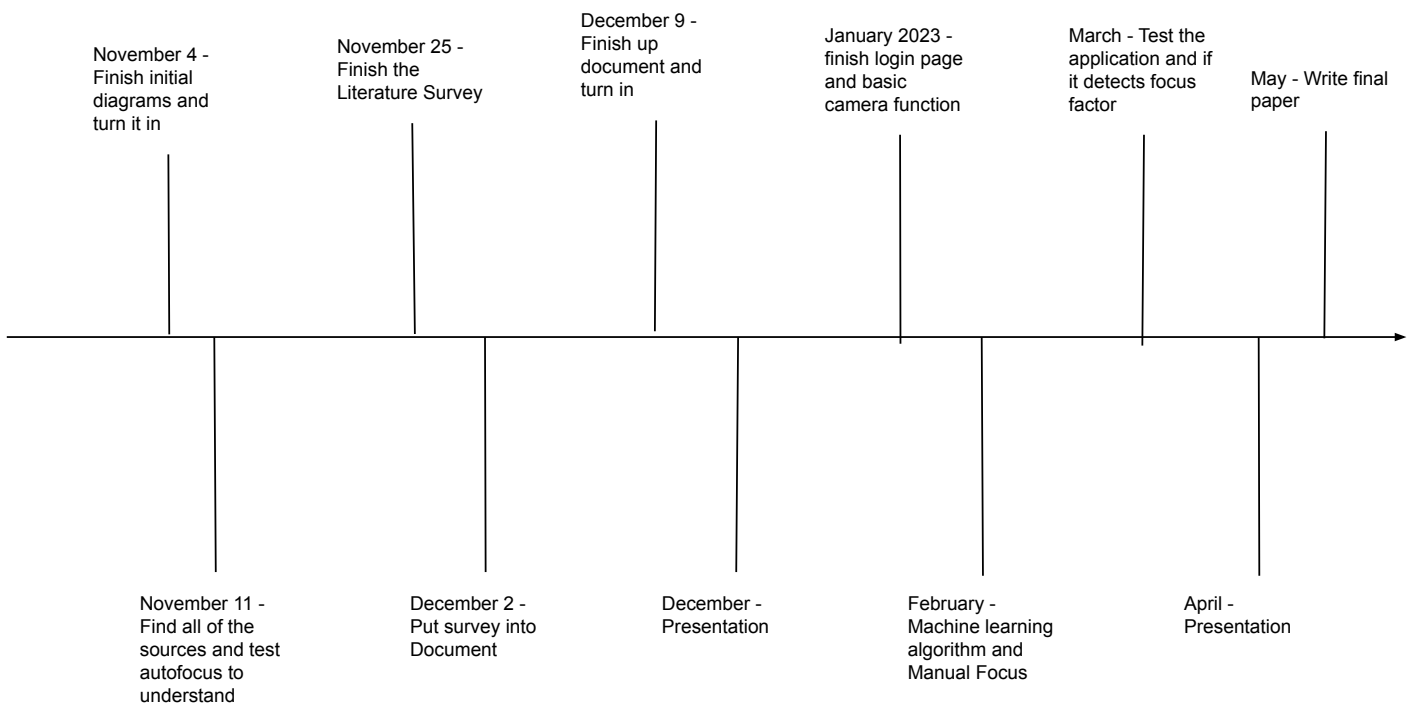 November 4 -
Finish initial
diagrams and
turn it in
November 25 -
Finish the
Literature Survey
December 9 -
Finish up
document and
turn in
January 2023 -
finish login page
and basic
camera function
March - Test the
application and if
it detects focus
factor
May - Write final
paper
November 11 -
Find all of the
sources and test
autofocus to
understand
December 2 -
Put survey into
Document
December -
Presentation
February -
Machine learning
algorithm and
Manual Focus
April -
Presentation